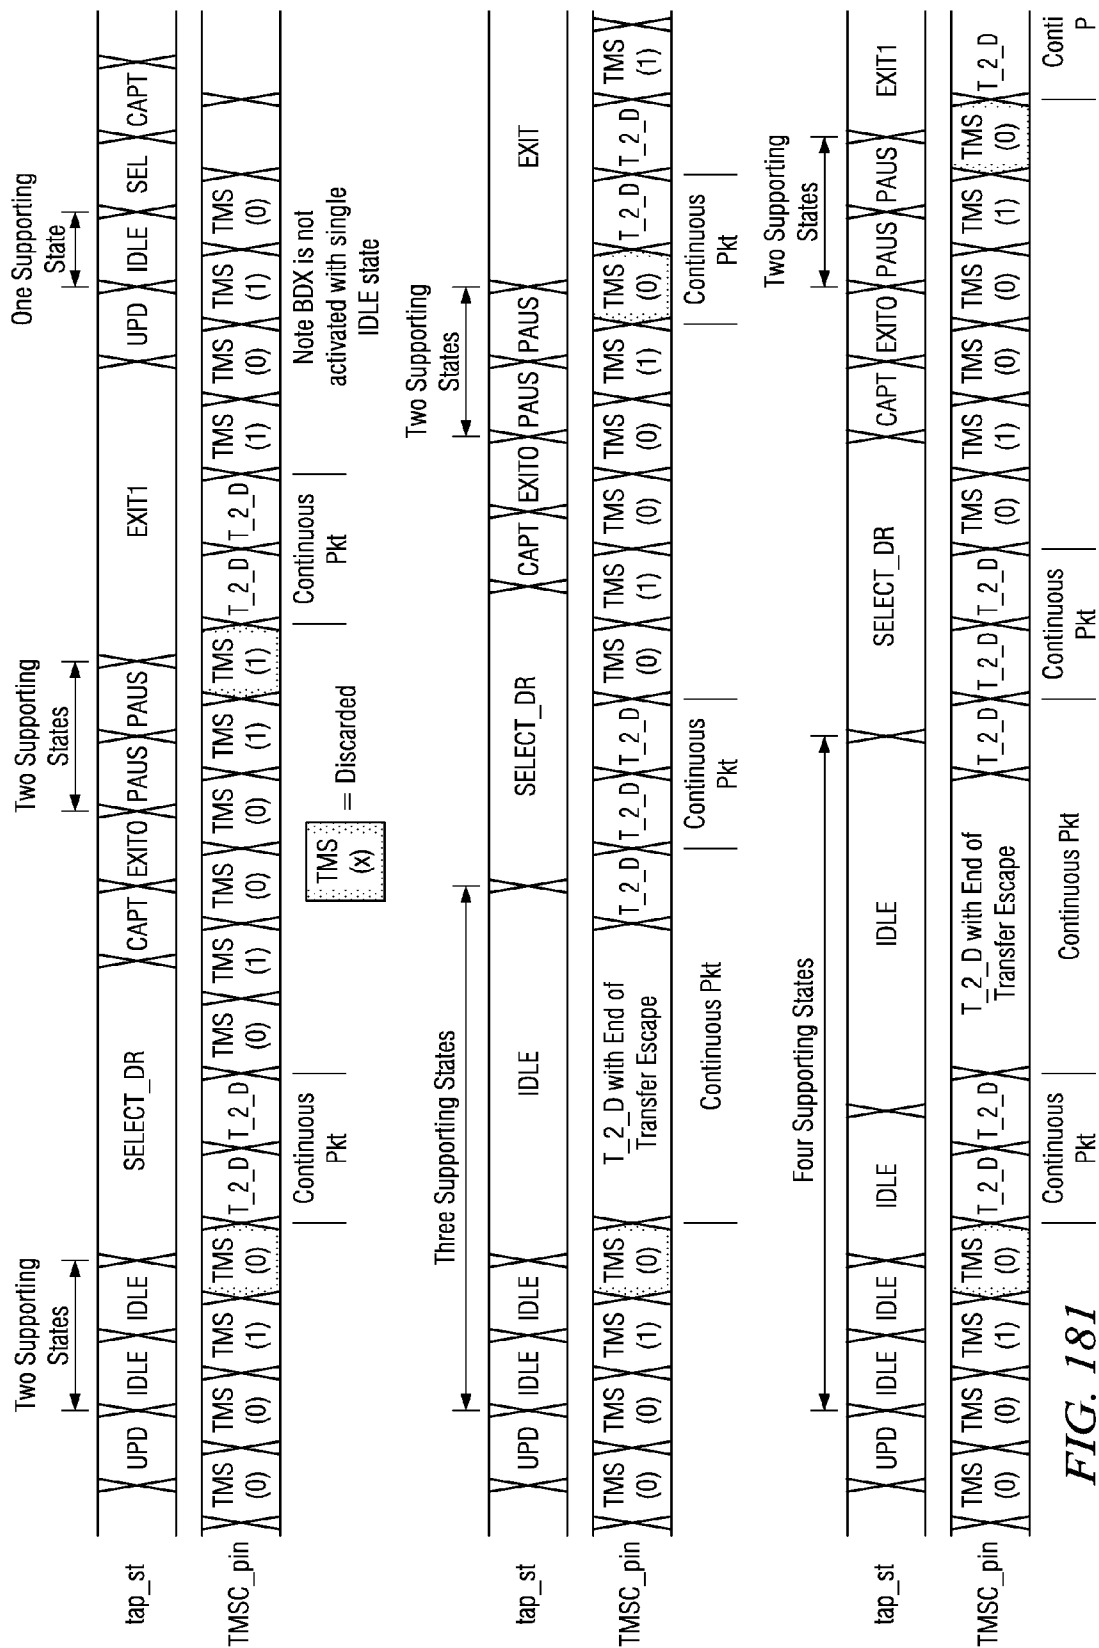 Two Supporting
States
Two Supporting
States
One Supporting
State
tap_st UPD IDLE IDLE SELECT_DR CAPT EXITO PAUS PAUS EXIT1 UPD IDLE SEL CAPT
TMSC_pin TMS (0) TMS (0) TMS (1) TMS (0) T_2_D T_2_D TMS (0) TMS (1) TMS (0) TMS (0) TMS (1) TMS (1) T_2_D T_2_D TMS (1) TMS (0) TMS (1) TMS (0)
Continuous
Pkt
TMS
(x)
= Discarded
Continuous
Pkt
Note BDX is not
activated with single
IDLE state
Three Supporting States
Two Supporting
States
tap_st UPD IDLE IDLE IDLE SELECT_DR CAPT EXITO PAUS PAUS EXIT
TMSC_pin TMS (0) TMS (0) TMS (1) TMS (0) T_2_D with End of Transfer Escape T_2_D T_2_D T_2_D TMS (0) TMS (1) TMS (0) TMS (0) TMS (1) TMS (0) T_2_D T_2_D TMS (1)
Continuous Pkt
Continuous
Pkt
Continuous
Pkt
Four Supporting States
Two Supporting
States
tap_st UPD IDLE IDLE IDLE IDLE SELECT_DR CAPT EXITO PAUS PAUS EXIT1
TMSC_pin TMS (0) TMS (0) TMS (1) TMS (0) T_2_D T_2_D T_2_D with End of Transfer Escape T_2_D T_2_D T_2_D TMS (0) TMS (1) TMS (0) TMS (0) TMS (1) TMS (0) T_2_D
Continuous
Pkt
Continuous Pkt
Continuous
Pkt
Conti
P
FIG. 181